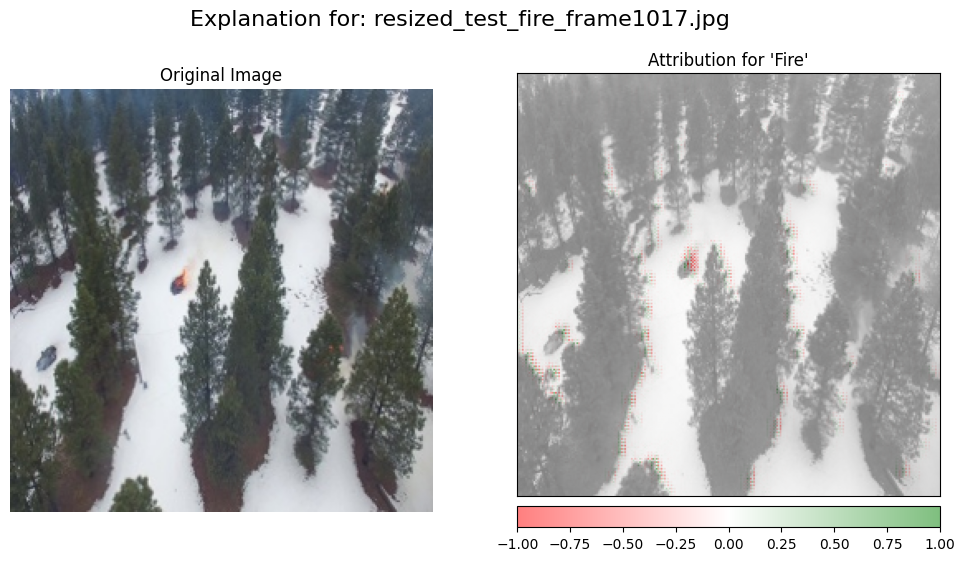 Explanation for: resized_test_fire_frame1017.jpg
Original Image
Attribution for 'Fire'
−1.00 −0.75 −0.50 −0.25 0.00 0.25 0.50 0.75 1.00